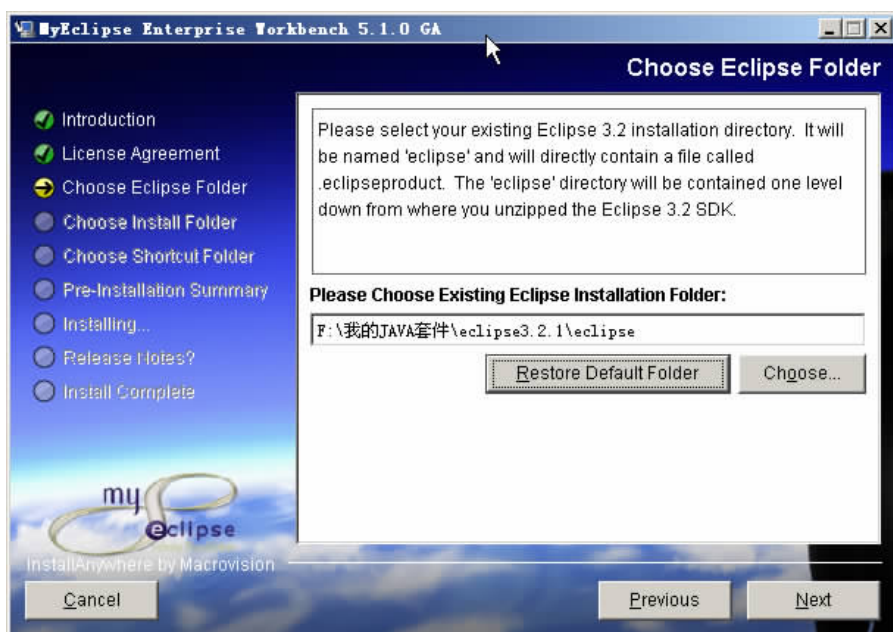 MyEclipse Enterprise Workbench 5.1.0 GA
Choose Eclipse Folder
Introduction
License Agreement
Choose Eclipse Folder
Choose Install Folder
Choose Shortcut Folder
Pre-Installation Summary
Installing...
Release Notes?
Install Complete
Please select your existing Eclipse 3.2 installation directory. It will
be named 'eclipse' and will directly contain a file called
.eclipseproduct. The 'eclipse' directory will be contained one level
down from where you unzipped the Eclipse 3.2 SDK.
Please Choose Existing Eclipse Installation Folder:
F:\我的JAVA套件\eclipse3.2.1\eclipse
Restore Default Folder
Choose...
my
eclipse
InstallAnywhere by Macrovision
Cancel
Previous
Next